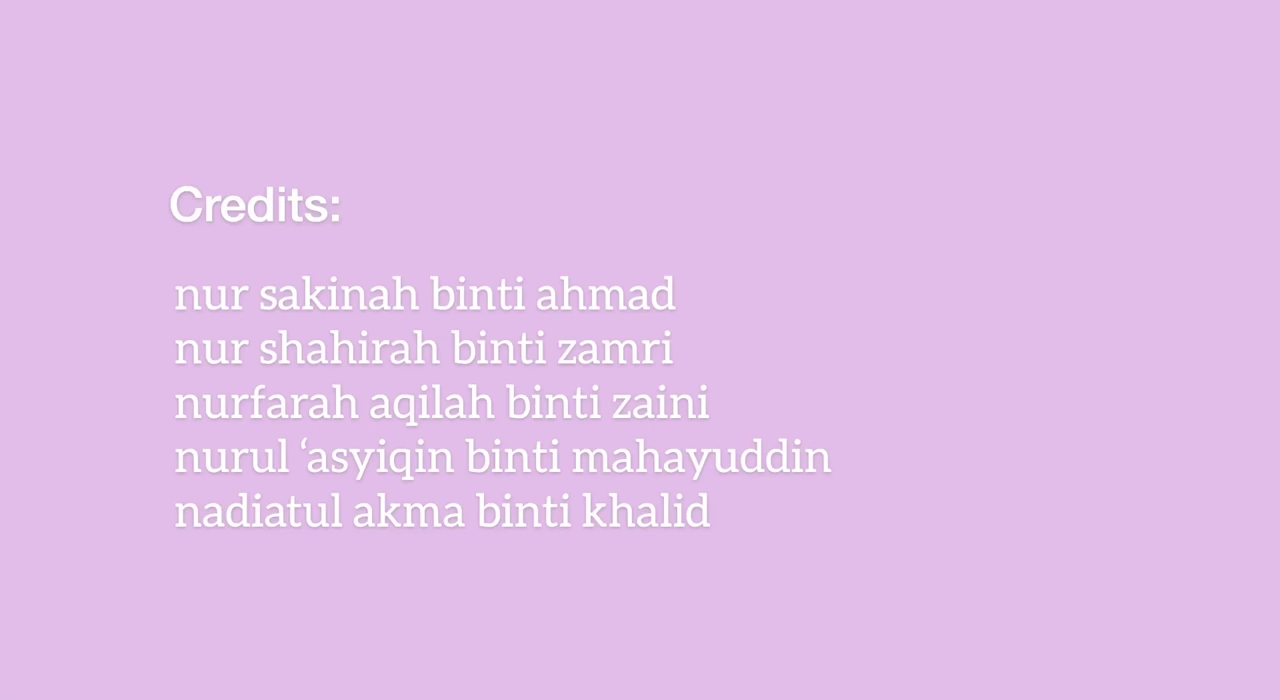 Credits:
nur sakinah binti ahmad
nur shahirah binti zamri
nurfarah aqilah binti zaini
nurul ‘asyiqin binti mahayuddin
nadiatul akma binti khalid